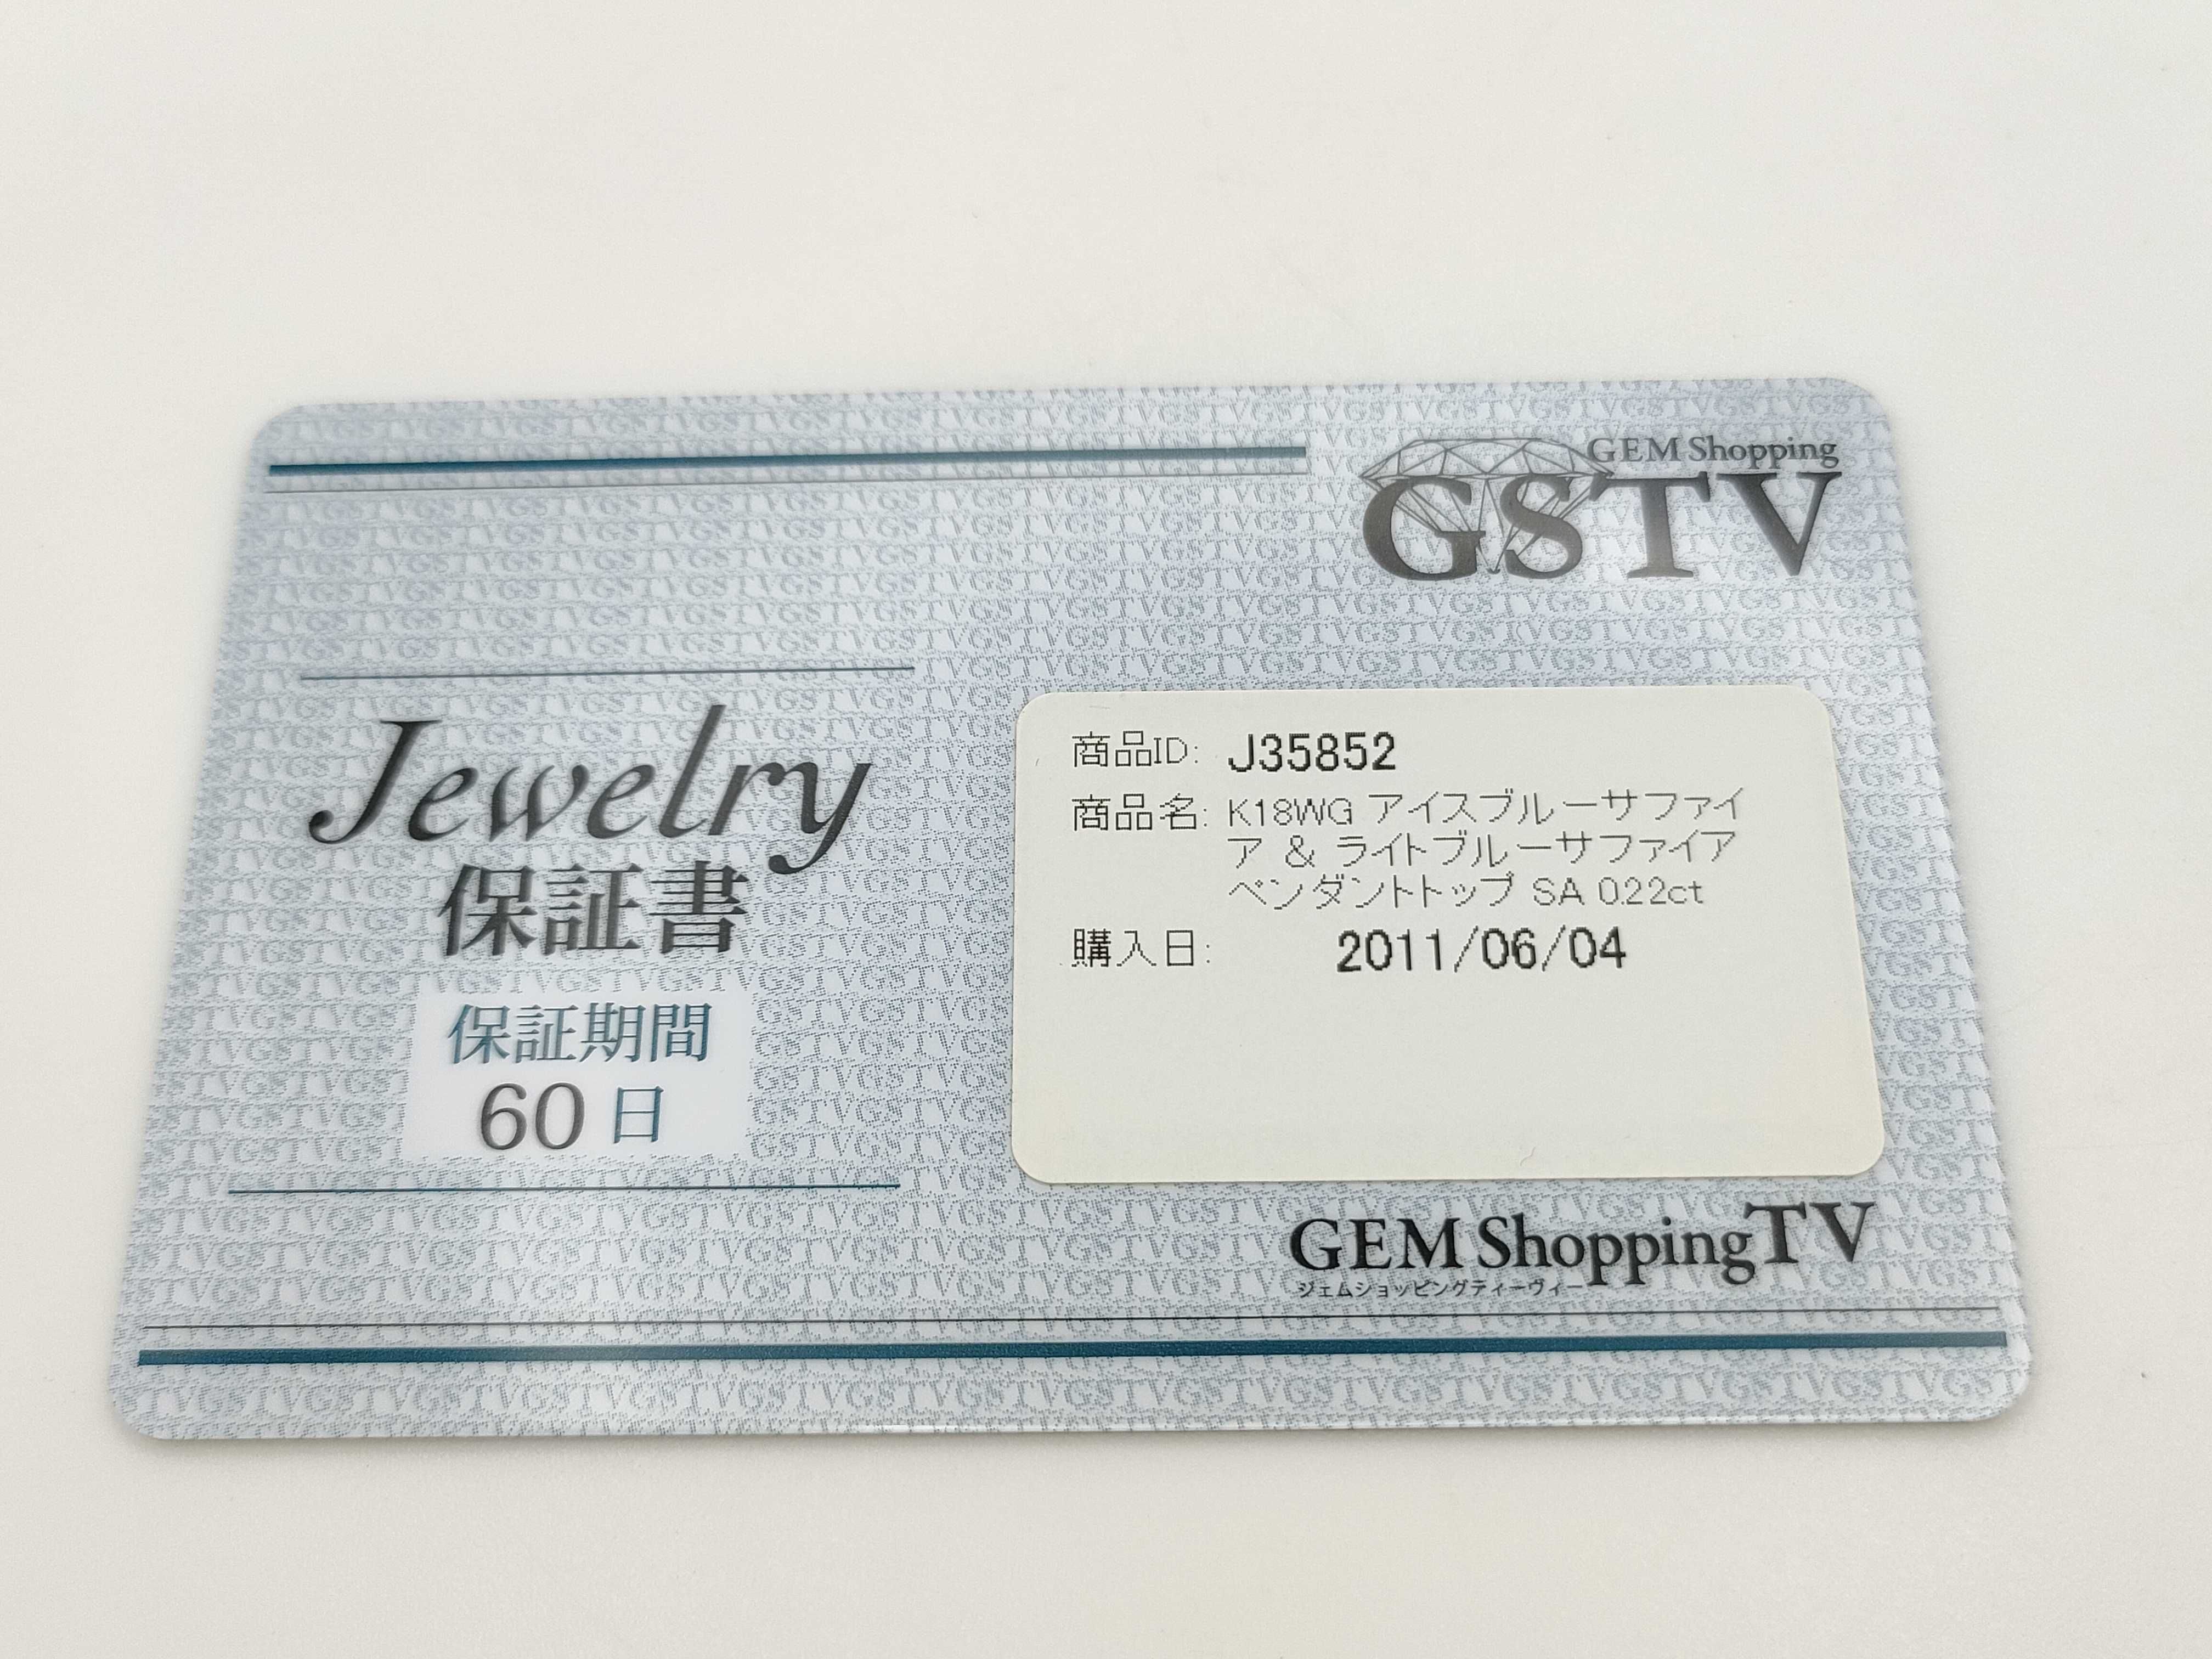 GEM Shopping
GSTV
Jewelry
保証書
保証期間
60日
商品ID: J35852
商品名: K18WG アイスブルーサファイ
ア & ライトブルーサファイア
ペンダントトップ SA 0.22ct
購入日: 2011/06/04
GEM Shopping TV
ジェムショッピングティーヴィー